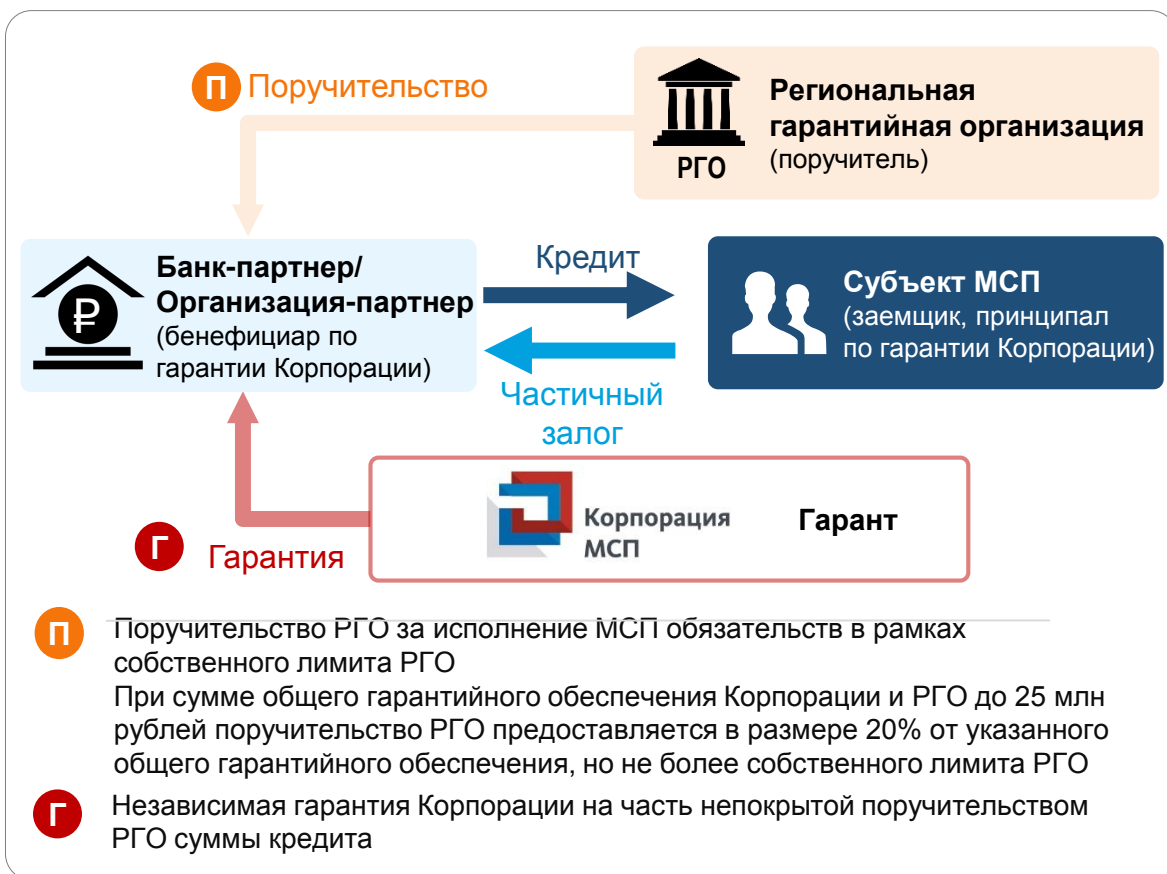 П Поручительство
Региональная
гарантийная организация
(поручитель)
РГО
Банк-партнер/
Организация-партнер
(бенефициар по
гарантии Корпорации)
₽
Кредит
Частичный
залог
Субъект МСП
(заемщик, принципал
по гарантии Корпорации)
Корпорация
МСП
Гарант
Г Гарантия
П Поручительство РГО за исполнение МСП обязательств в рамках
собственного лимита РГО
При сумме общего гарантийного обеспечения Корпорации и РГО до 25 млн
рублей поручительство РГО предоставляется в размере 20% от указанного
общего гарантийного обеспечения, но не более собственного лимита РГО
Г Независимая гарантия Корпорации на часть непокрытой поручительством
РГО суммы кредита